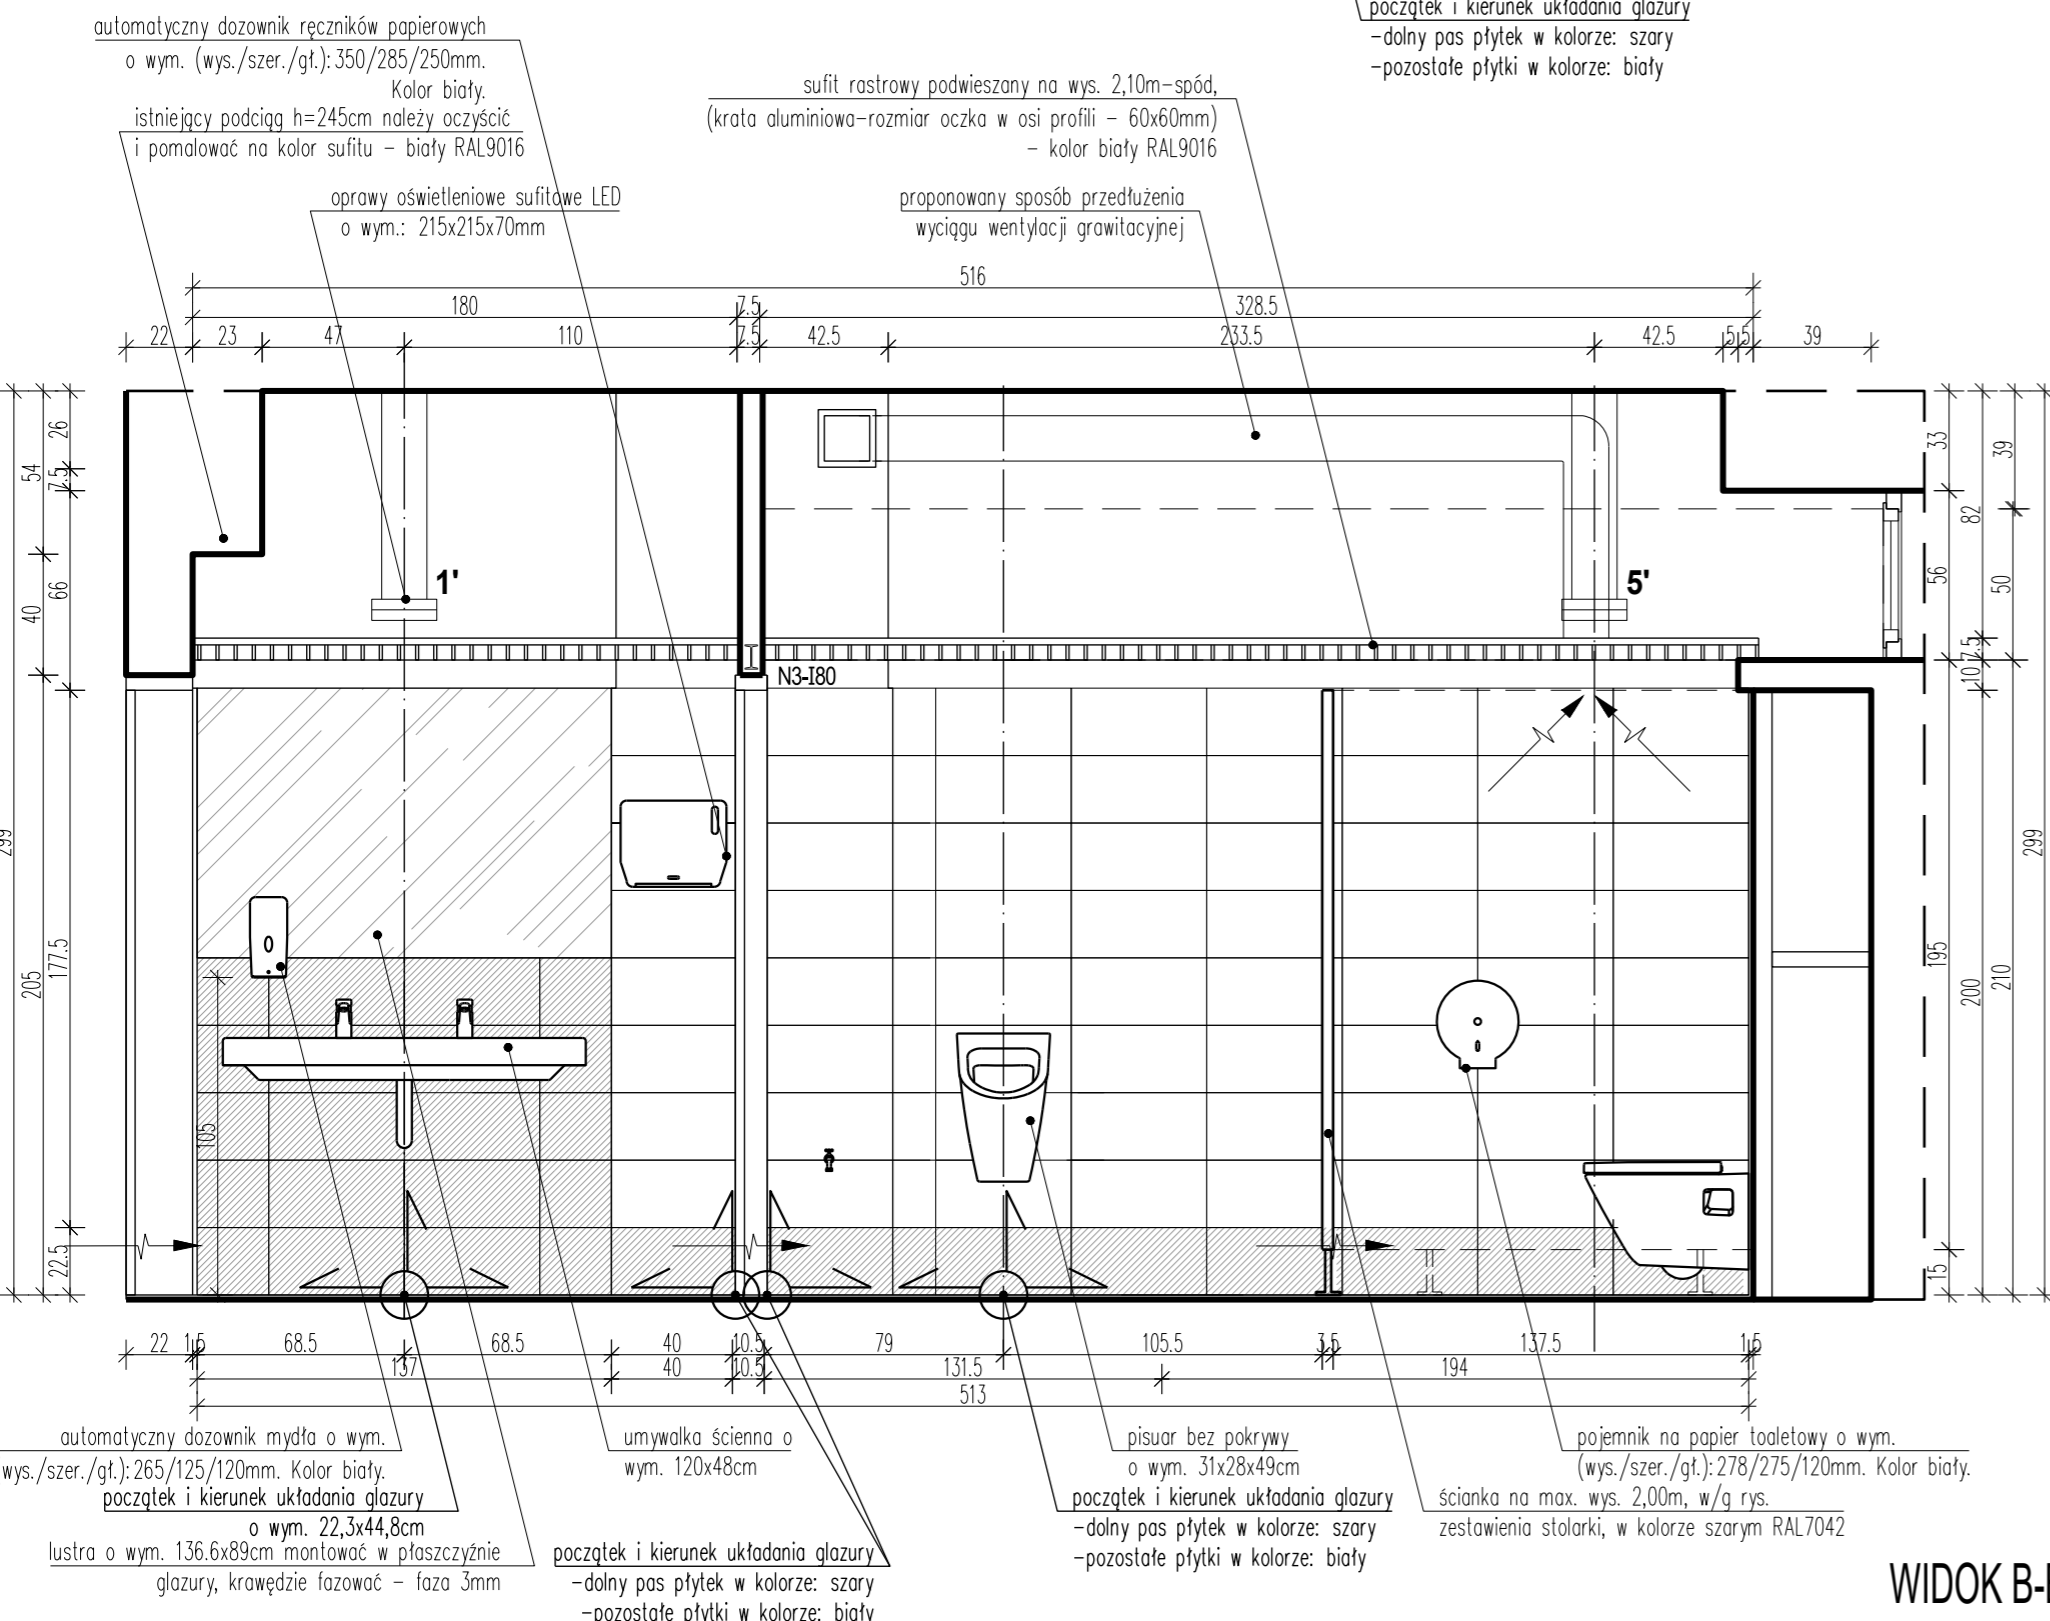 początek i kierunek układania glazury
-dolny pas płytek w kolorze: szary
-pozostałe płytki w kolorze: biały
automatyczny dozownik ręczników papierowych
o wym. (wys./szer./gł.): 350/285/250mm.
Kolor biały.
istniejący podciąg h=245cm należy oczyścić
i pomalować na kolor sufitu - biały RAL9016
sufit rastrowy podwieszany na wys. 2,10m-spód,
(krata aluminiowa-rozmiar oczka w osi profili - 60x60mm)
- kolor biały RAL9016
oprawy oświetleniowe sufitowe LED
o wym.: 215x215x70mm
proponowany sposób przedłużenia
wyciągu wentylacji grawitacyjnej
516
180 7.5 328.5
22 23 47 110 7.5 42.5 233.5 42.5 5 5.5 39
299
54 40 205
26 7.5 66 177.5 22.5
1'
5'
N3-I80
105
33 56 195 15
82 10 200
39 50 7.5 210
299
22 1.5 68.5 68.5 40 10.5 79 105.5 3.5 137.5 1.5
137 40 10.5 131.5 194
513
automatyczny dozownik mydła o wym.
wys./szer./gł.): 265/125/120mm. Kolor biały.
początek i kierunek układania glazury
o wym. 22,3x44,8cm
lustra o wym. 136.6x89cm montować w płaszczyźnie
glazury, krawędzie fazować - faza 3mm
umywalka ścienna o
wym. 120x48cm
początek i kierunek układania glazury
-dolny pas płytek w kolorze: szary
-pozostałe płytki w kolorze: biały
pisuar bez pokrywy
o wym. 31x28x49cm
początek i kierunek układania glazury
-dolny pas płytek w kolorze: szary
-pozostałe płytki w kolorze: biały
pojemnik na papier toaletowy o wym.
(wys./szer./gł.): 278/275/120mm. Kolor biały.
ścianka na max. wys. 2,00m, w/g rys.
zestawienia stolarki, w kolorze szarym RAL7042
WIDOK B-